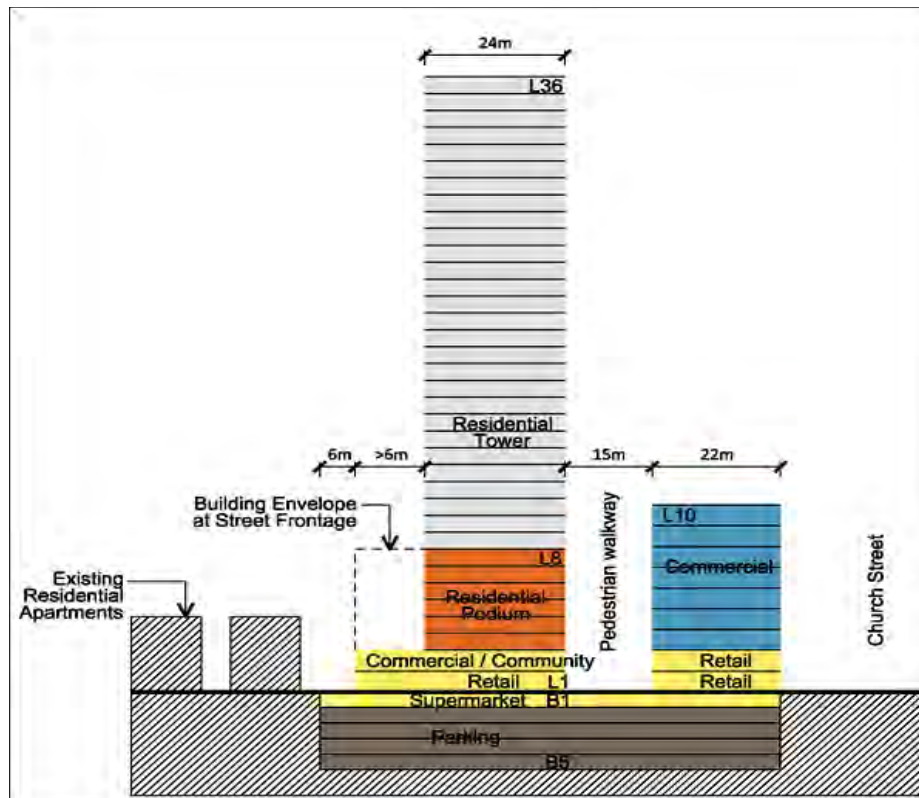 24m
L36
Residential
Tower
6m
>6m
15m
22m
Building Envelope
at Street Frontage
L10
L8
Commercial
Existing
Residential
Apartments
Residential
Podium
Pedestrian walkway
Church Street
Commercial / Community
Retail
Retail L1
Retail
Supermarket B1
Parking
B5